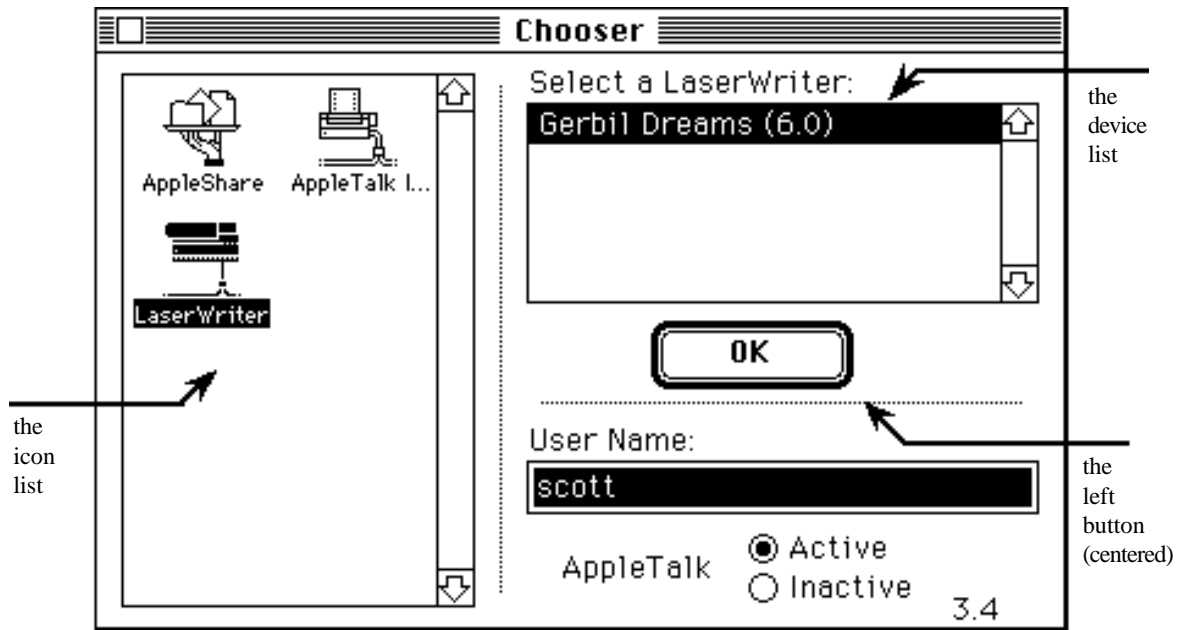 Chooser
AppleShare
AppleTalk I...
LaserWriter
Select a LaserWriter:
Gerbil Dreams (6.0)
OK
User Name:
scott
AppleTalk
Active
Inactive
3.4
the
icon
list
the
device
list
the
left
button
(centered)